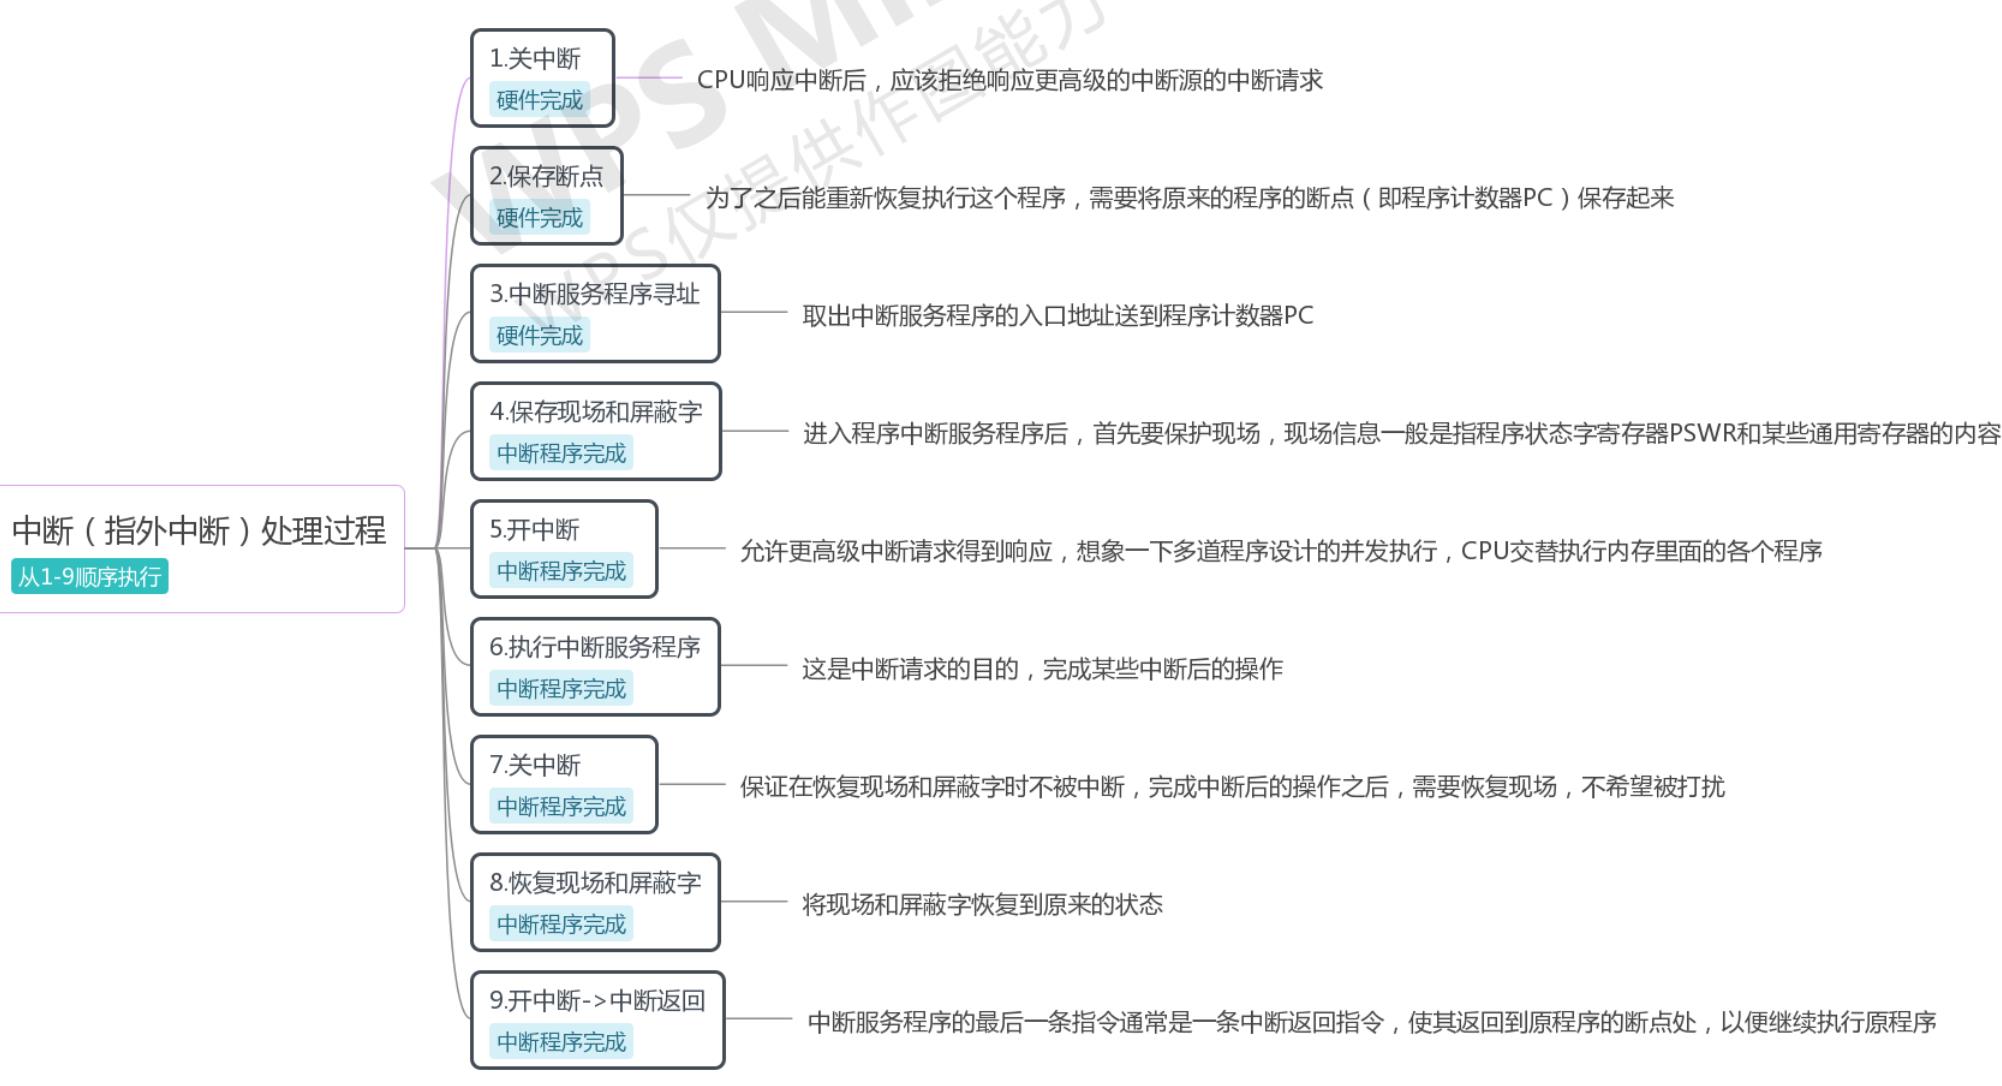 WPS Mi
WPS仅提供作图能力
中断（指外中断）处理过程
从1-9顺序执行
1.关中断
硬件完成
CPU响应中断后，应该拒绝响应更高级的中断源的中断请求
2.保存断点
硬件完成
为了之后能重新恢复执行这个程序，需要将原来的程序的断点（即程序计数器PC）保存起来
3.中断服务程序寻址
硬件完成
取出中断服务程序的入口地址送到程序计数器PC
4.保存现场和屏蔽字
中断程序完成
进入程序中断服务程序后，首先要保护现场，现场信息一般是指程序状态字寄存器PSWR和某些通用寄存器的内容
5.开中断
中断程序完成
允许更高级中断请求得到响应，想象一下多道程序设计的并发执行，CPU交替执行内存里面的各个程序
6.执行中断服务程序
中断程序完成
这是中断请求的目的，完成某些中断后的操作
7.关中断
中断程序完成
保证在恢复现场和屏蔽字时不被中断，完成中断后的操作之后，需要恢复现场，不希望被打扰
8.恢复现场和屏蔽字
中断程序完成
将现场和屏蔽字恢复到原来的状态
9.开中断->中断返回
中断程序完成
中断服务程序的最后一条指令通常是一条中断返回指令，使其返回到原程序的断点处，以便继续执行原程序